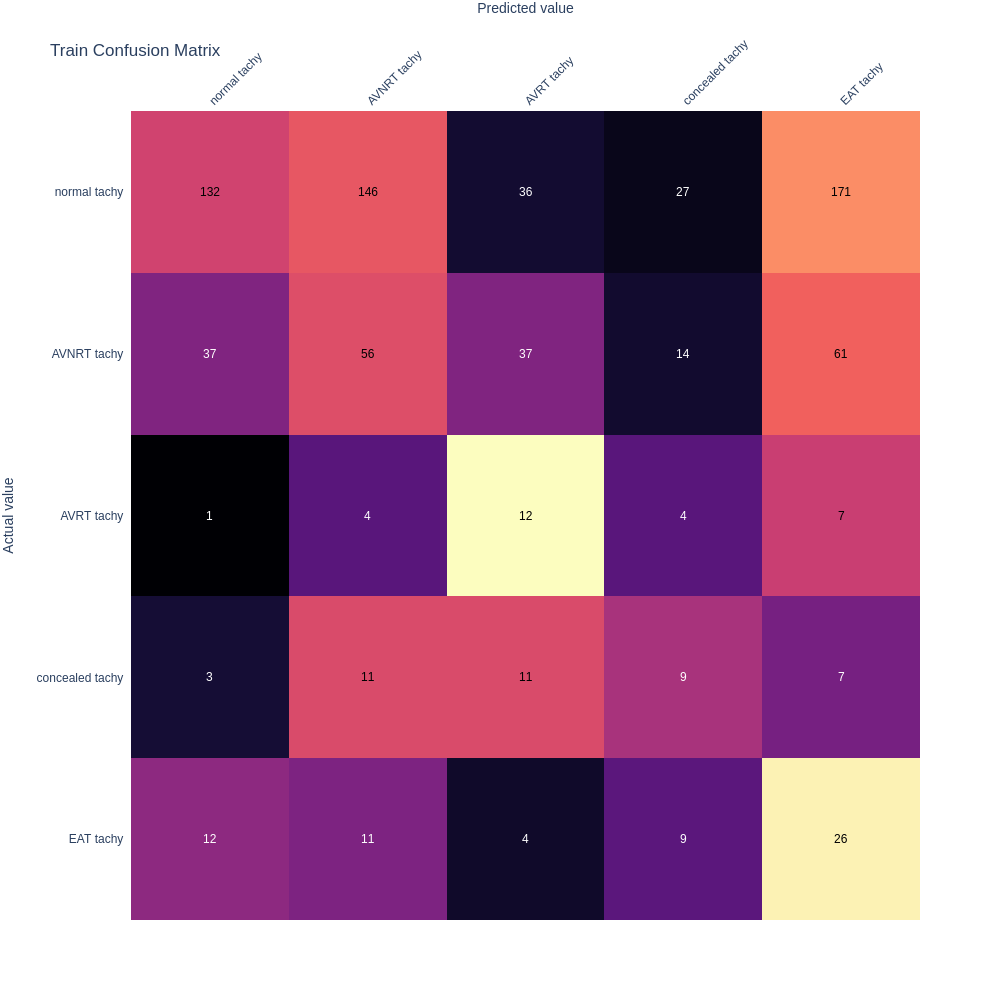 Predicted value
Train Confusion Matrix
normal tachy
AVNRT tachy
AVRT tachy
concealed tachy
EAT tachy
Actual value
normal tachy 132 146 36 27 171
AVNRT tachy 37 56 37 14 61
AVRT tachy 1 4 12 4 7
concealed tachy 3 11 11 9 7
EAT tachy 12 11 4 9 26